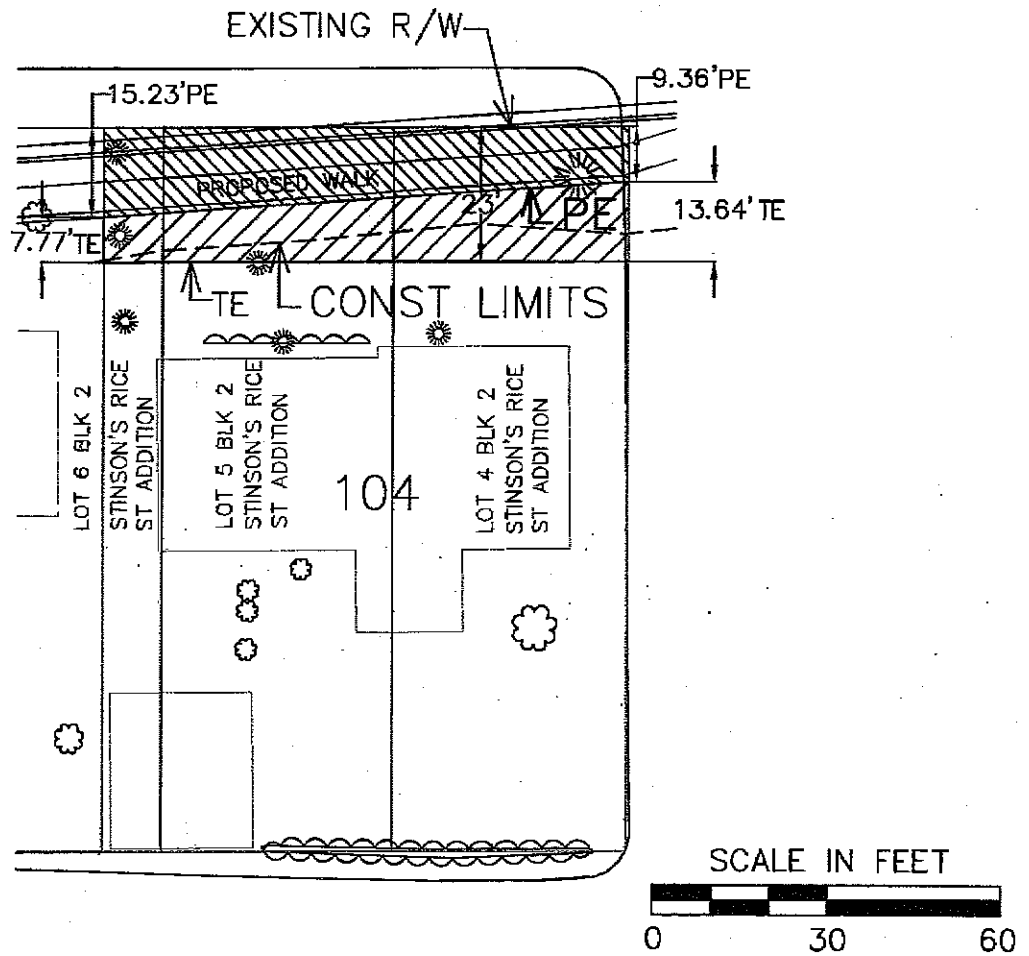 EXISTING R/W
15.23'PE
9.36'PE
PROPOSED WALK
23'
PE
13.64'TE
7.77'TE
TE
CONST LIMITS
LOT 6 BLK 2
STINSON'S RICE
ST ADDITION
LOT 5 BLK 2
STINSON'S RICE
ST ADDITION
104
LOT 4 BLK 2
STINSON'S RICE
ST ADDITION
SCALE IN FEET
0 30 60